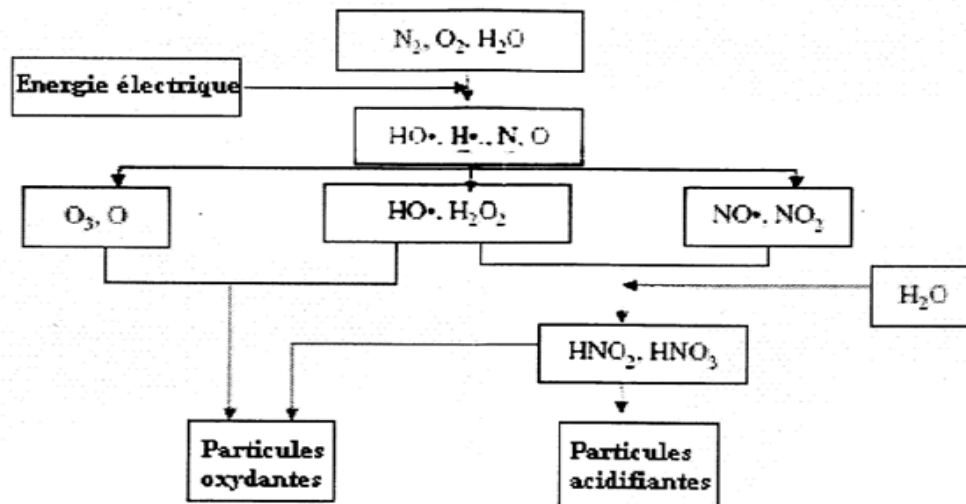 N₂, O₂, H₂O
Energie électrique
HO•, H•., N, O
O₃, O
HO•, H₂O₂
NO•, NO₂
H₂O
HNO₂, HNO₃
Particules
oxydantes
Particules
acidifiantes